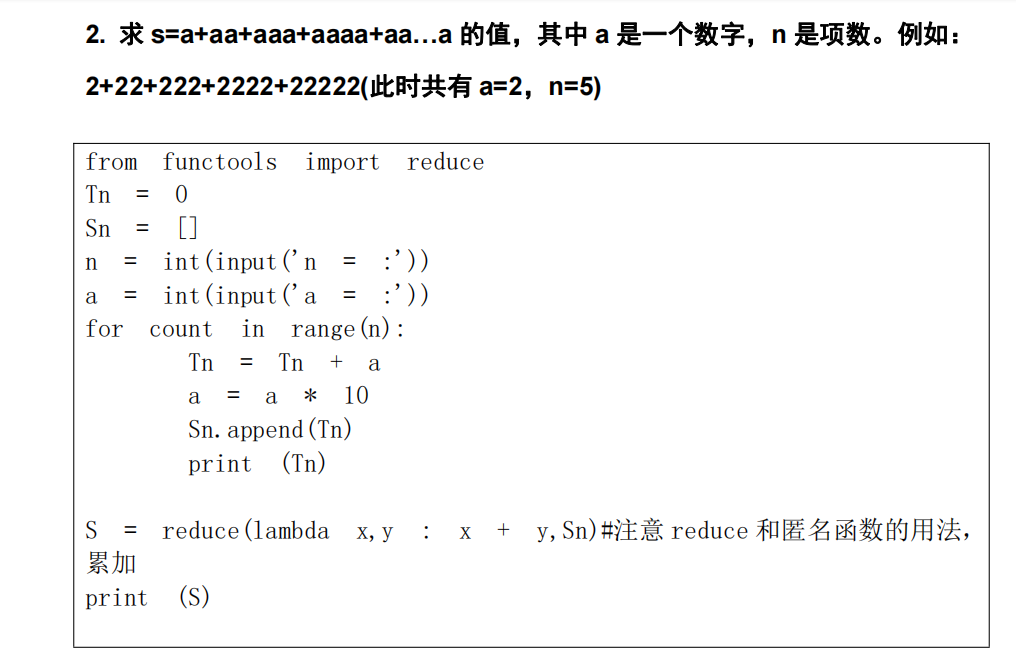 2. 求 s=a+aa+aaa+aaaa+aa...a 的值，其中 a 是一个数字，n 是项数。例如：
2+22+222+2222+22222(此时共有 a=2，n=5)
from functools import reduce
Tn = 0
Sn = []
n = int(input('n = :'))
a = int(input('a = :'))
for count in range(n):
Tn = Tn + a
a = a * 10
Sn.append(Tn)
print (Tn)
S = reduce(lambda x,y : x + y,Sn)#注意 reduce 和匿名函数的用法，
累加
print (S)